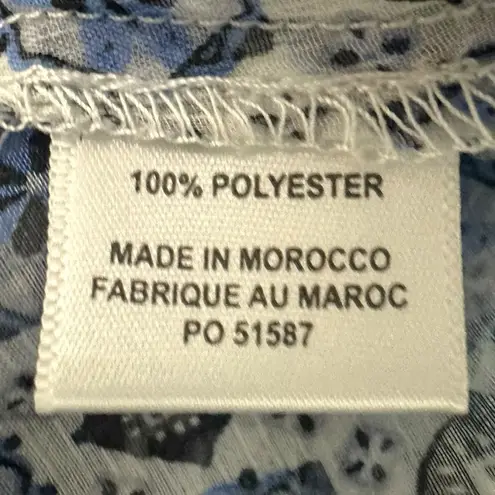 100% POLYESTER
MADE IN MOROCCO
FABRIQUE AU MAROC
PO 51587